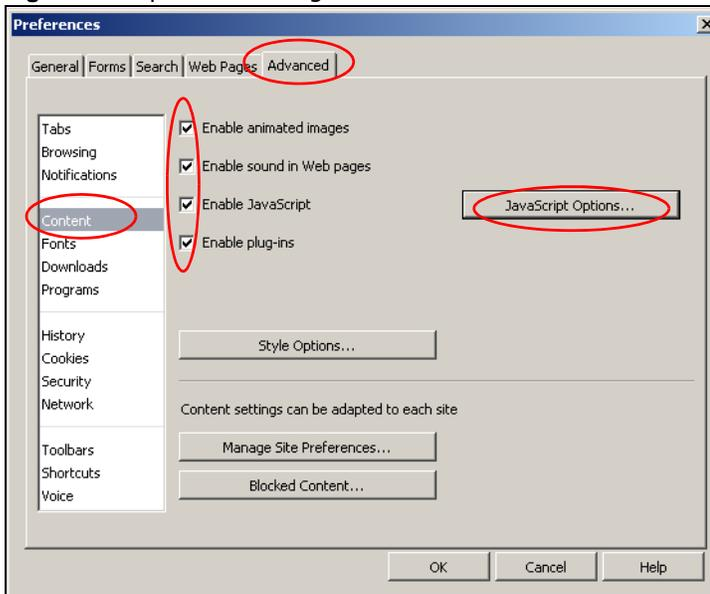 Preferences
General Forms Search Web Pages Advanced
Tabs
Browsing
Notifications
Content
Fonts
Downloads
Programs
History
Cookies
Security
Network
Toolbars
Shortcuts
Voice
Enable animated images
Enable sound in Web pages
Enable JavaScript
JavaScript Options...
Enable plug-ins
Style Options...
Content settings can be adapted to each site
Manage Site Preferences...
Blocked Content...
OK Cancel Help